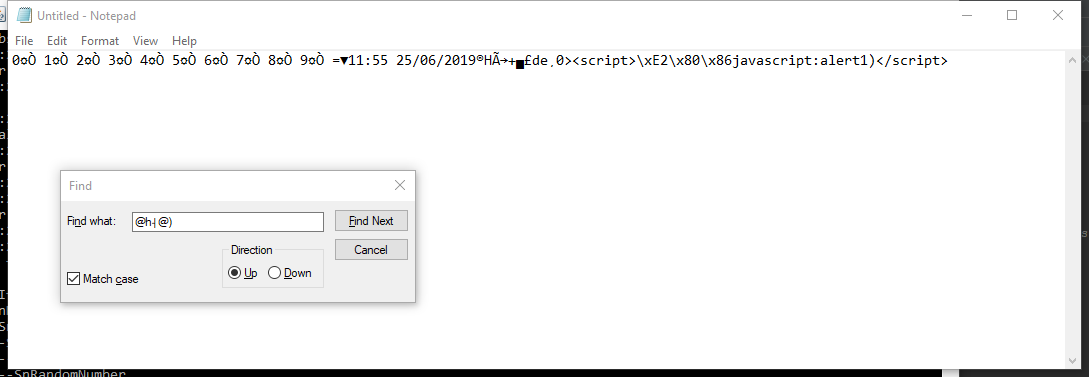 Untitled - Notepad
File Edit Format View Help
0¤Ò 1¤Ò 2¤Ò 3¤Ò 4¤Ò 5¤Ò 6¤Ò 7¤Ò 8¤Ò 9¤Ò =▼11:55 25/06/2019®HÃ→+▄£de¸0><script>\xE2\x80\x86javascript:alert1)</script>
Find
Find what: @h┤@) Find Next
Cancel
Direction
Up Down
Match case
--SnRandomNumber